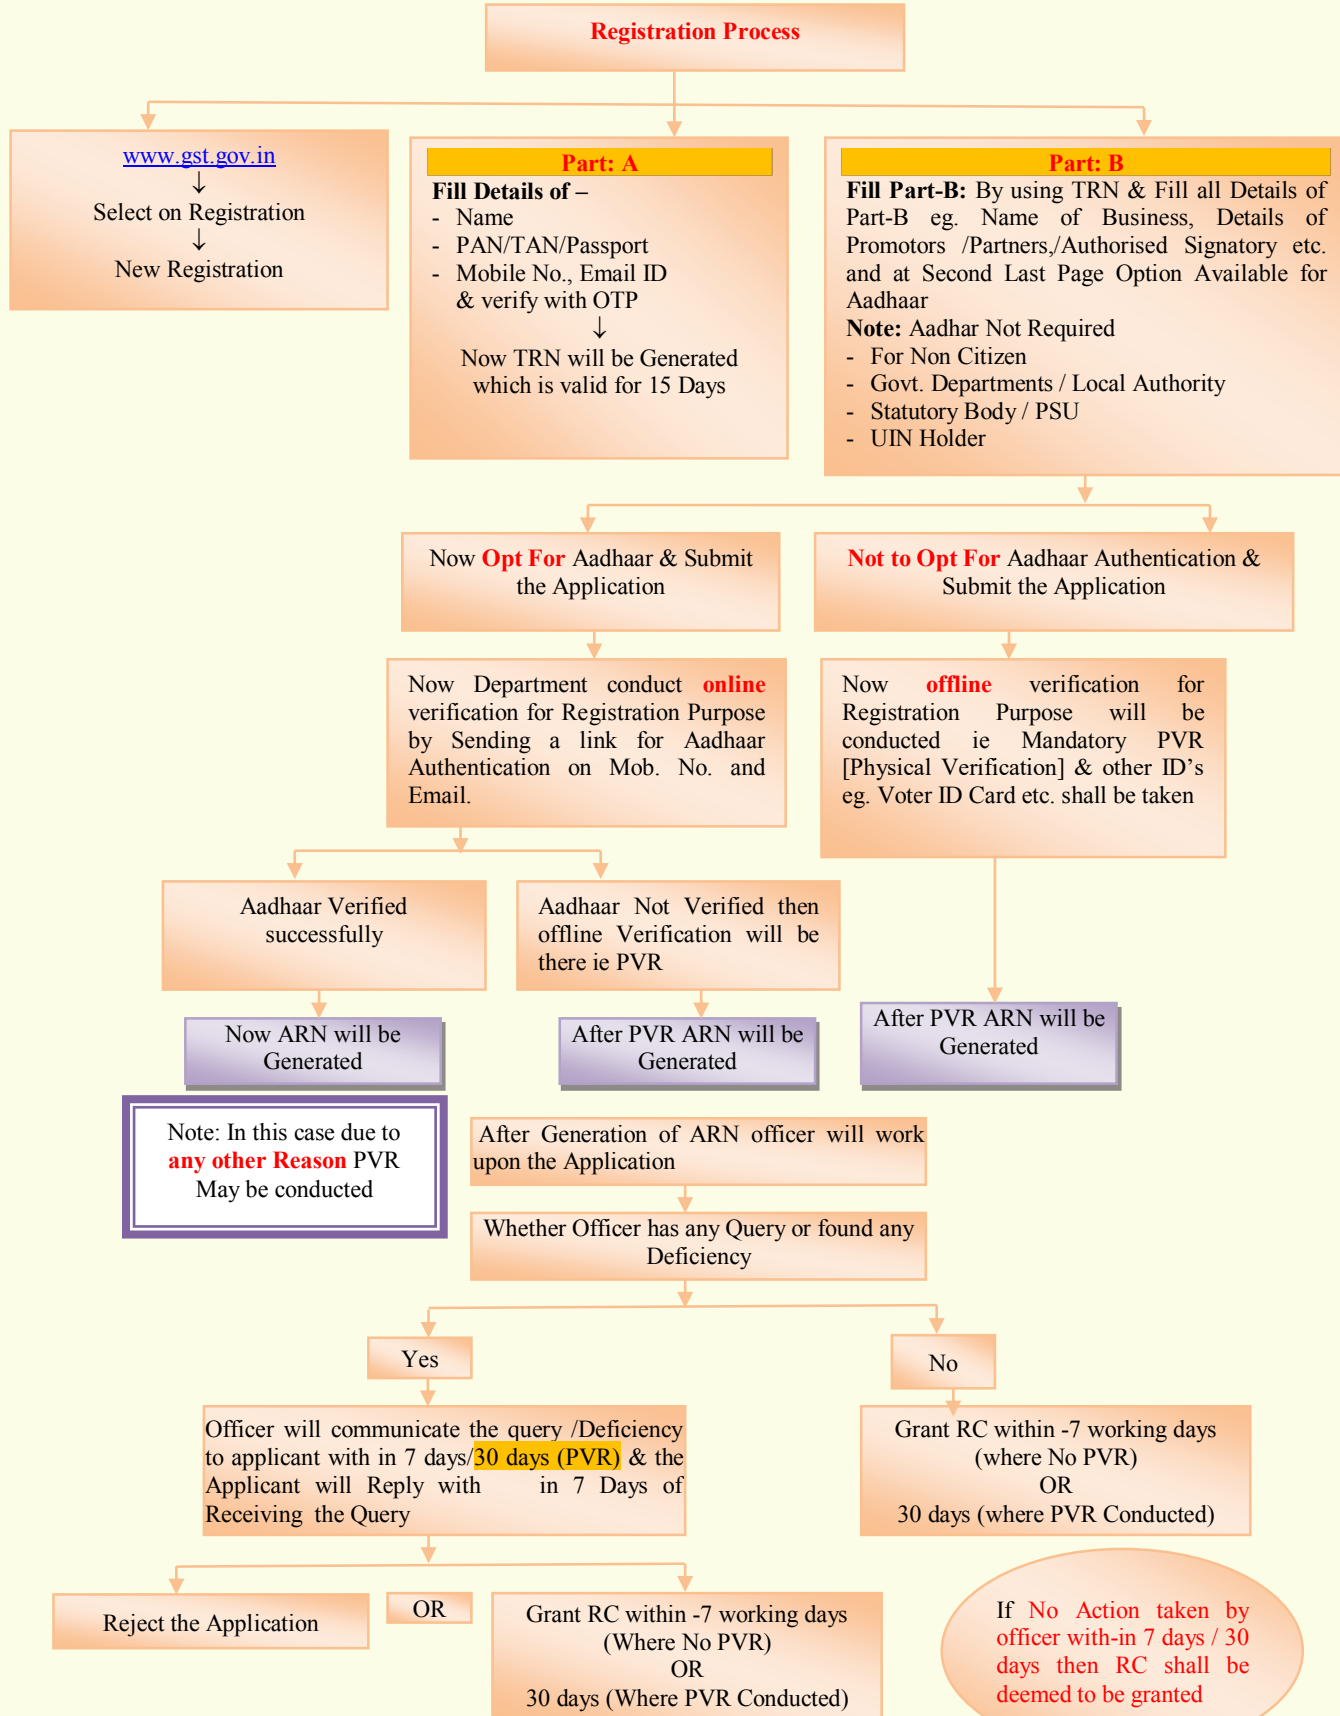 Registration Process
www.gst.gov.in
↓
Select on Registration
↓
New Registration
Part: A
Fill Details of –
- Name
- PAN/TAN/Passport
- Mobile No., Email ID
& verify with OTP
↓
Now TRN will be Generated
which is valid for 15 Days
Part: B
Fill Part-B: By using TRN & Fill all Details of
Part-B eg. Name of Business, Details of
Promotors /Partners,/Authorised Signatory etc.
and at Second Last Page Option Available for
Aadhaar
Note: Aadhar Not Required
- For Non Citizen
- Govt. Departments / Local Authority
- Statutory Body / PSU
- UIN Holder
Now Opt For Aadhaar & Submit
the Application
Not to Opt For Aadhaar Authentication &
Submit the Application
Now Department conduct online
verification for Registration Purpose
by Sending a link for Aadhaar
Authentication on Mob. No. and
Email.
Now offline verification for
Registration Purpose will be
conducted ie Mandatory PVR
[Physical Verification] & other ID’s
eg. Voter ID Card etc. shall be taken
Aadhaar Verified
successfully
Aadhaar Not Verified then
offline Verification will be
there ie PVR
Now ARN will be
Generated
After PVR ARN will be
Generated
After PVR ARN will be
Generated
Note: In this case due to
any other Reason PVR
May be conducted
After Generation of ARN officer will work
upon the Application
Whether Officer has any Query or found any
Deficiency
Yes
No
Officer will communicate the query /Deficiency
to applicant with in 7 days/30 days (PVR) & the
Applicant will Reply with in 7 Days of
Receiving the Query
Grant RC within -7 working days
(where No PVR)
OR
30 days (where PVR Conducted)
Reject the Application
OR
Grant RC within -7 working days
(Where No PVR)
OR
30 days (Where PVR Conducted)
If No Action taken by
officer with-in 7 days / 30
days then RC shall be
deemed to be granted